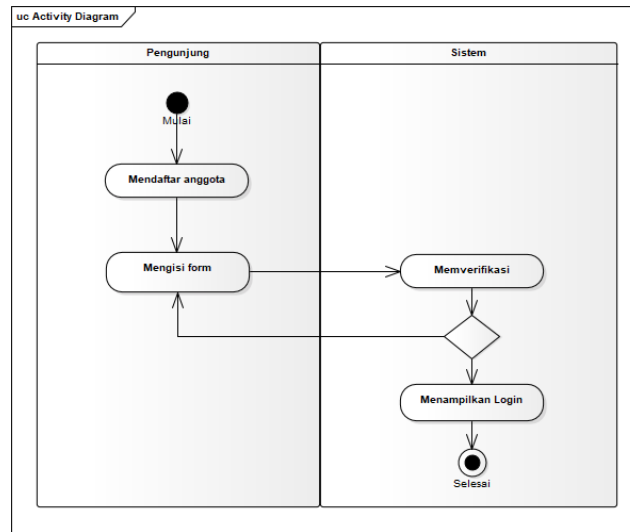 uc Activity Diagram
Pengunjung
Sistem
Mulai
Mendaftar anggota
Mengisi form
Memverifikasi
Menampilkan Login
Selesai